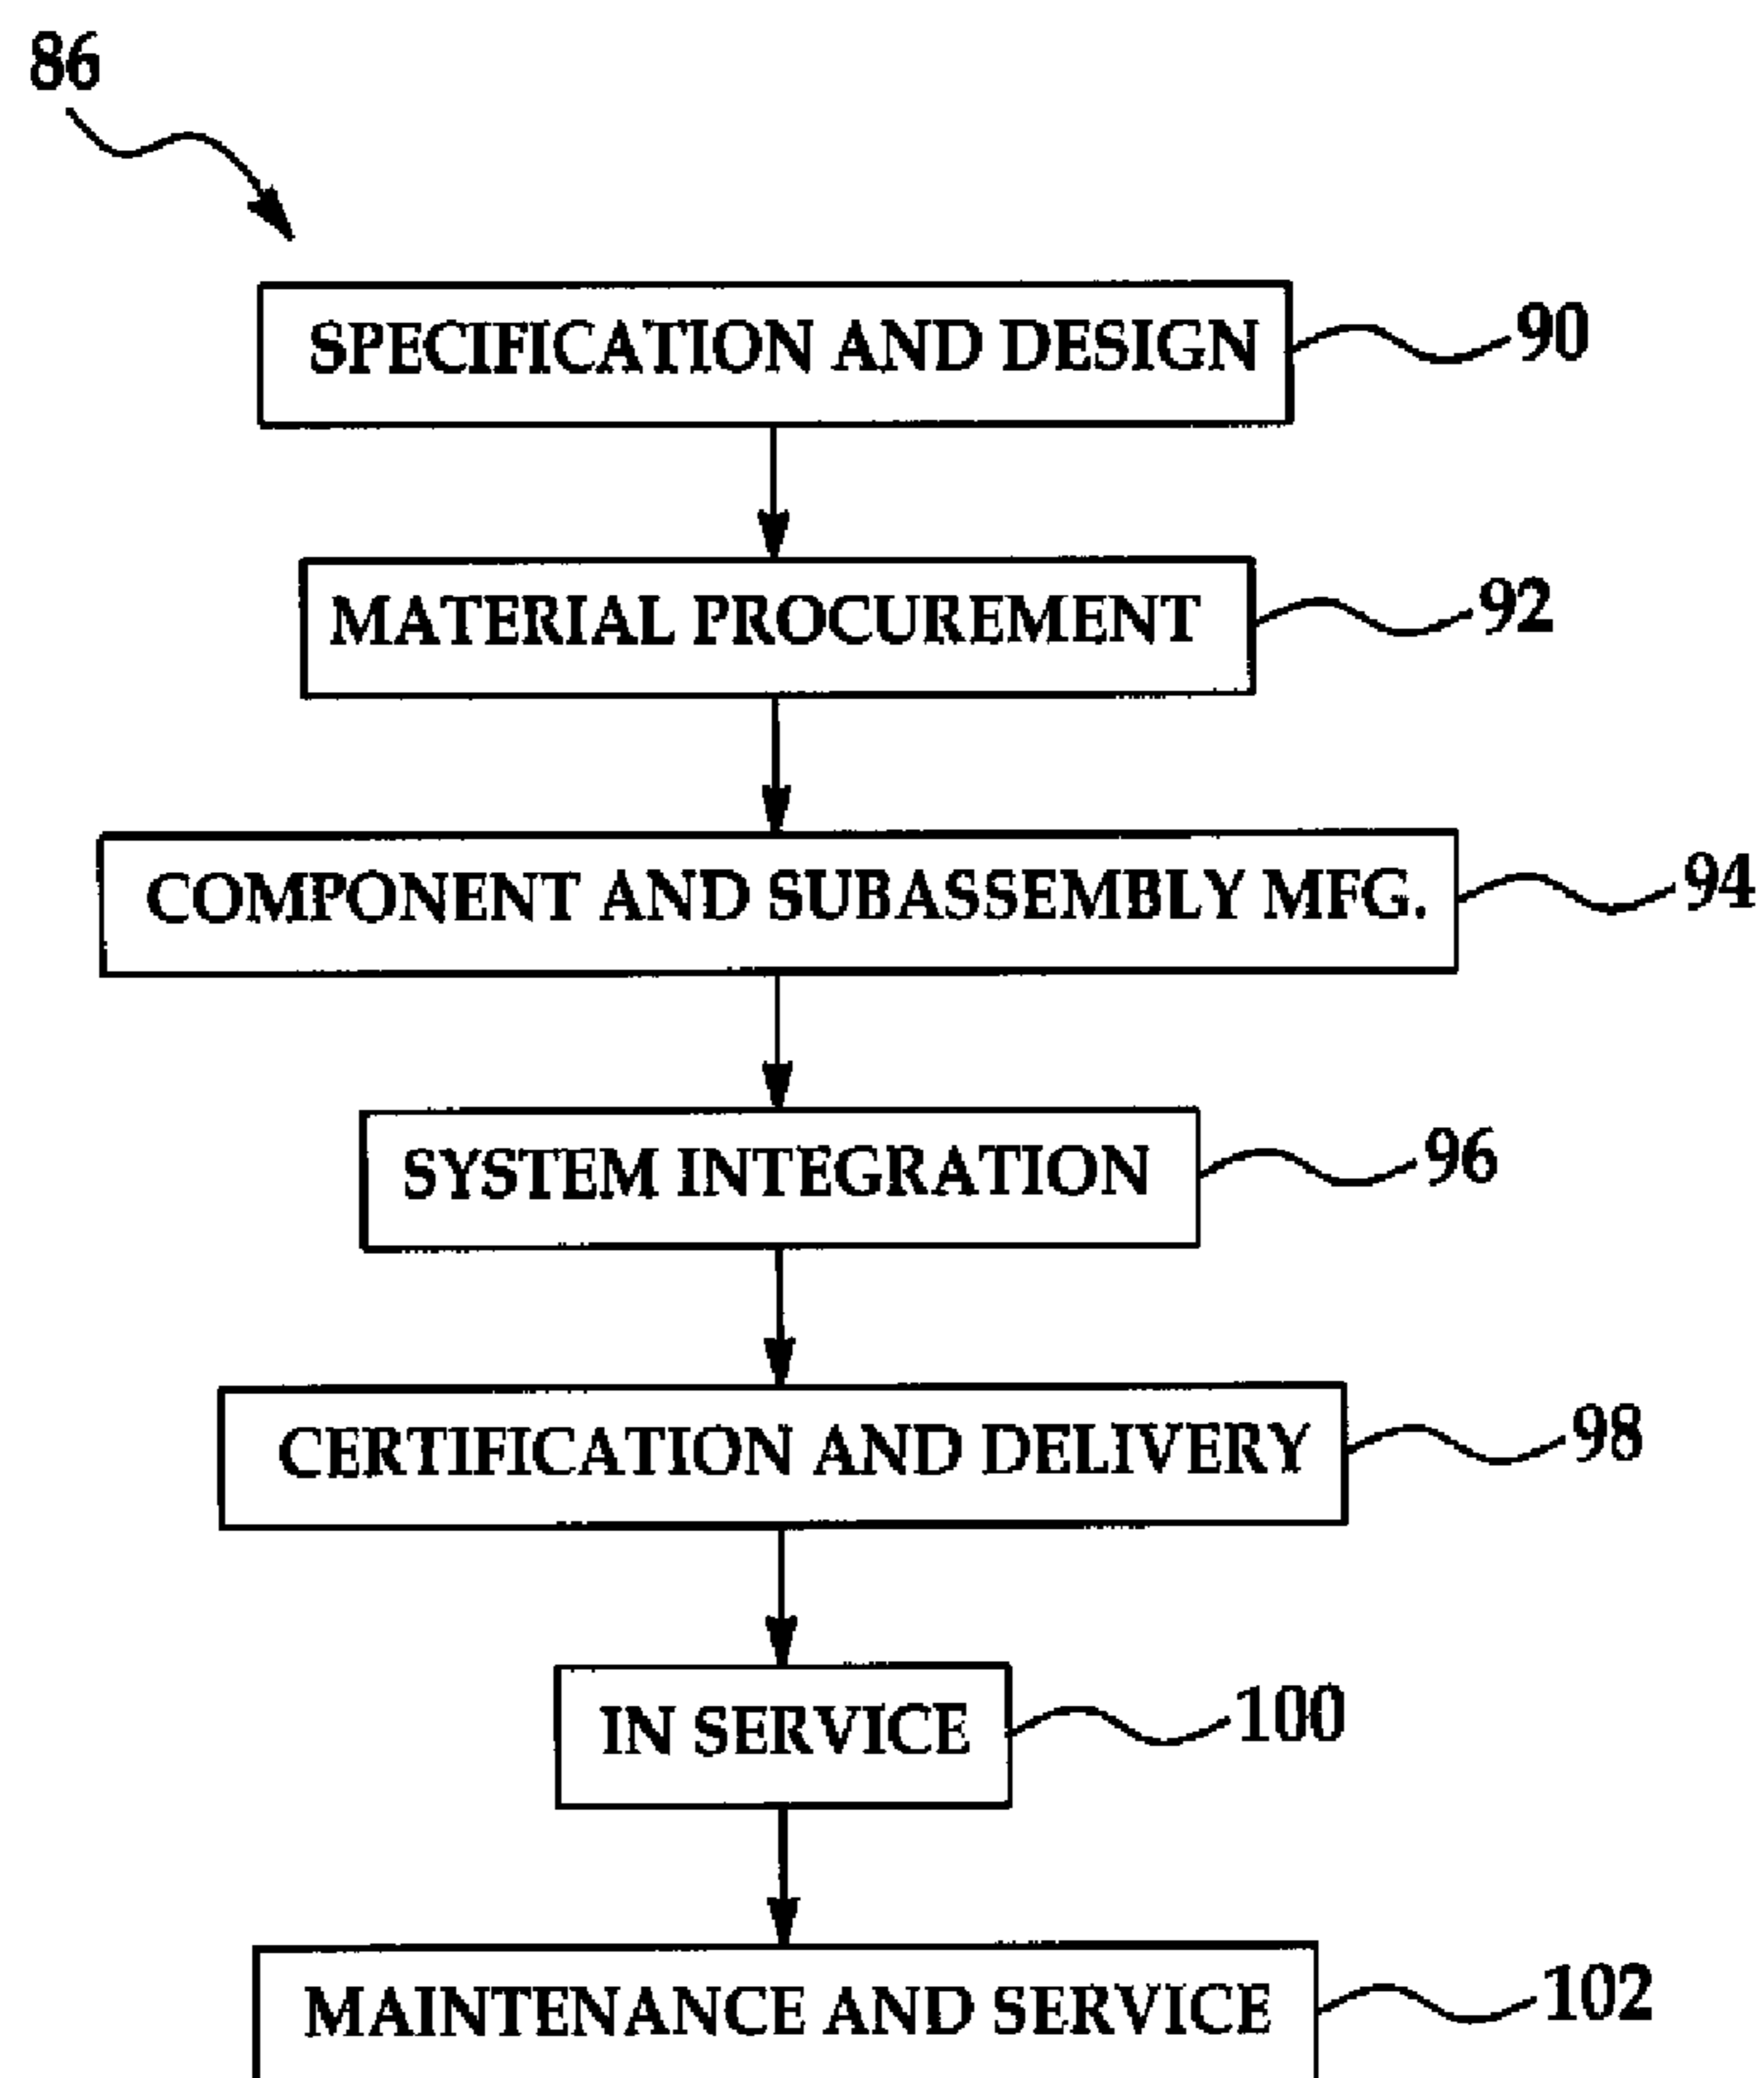 86
SPECIFICATION AND DESIGN 90
MATERIAL PROCUREMENT 92
COMPONENT AND SUBASSEMBLY MFG. 94
SYSTEM INTEGRATION 96
CERTIFICATION AND DELIVERY 98
IN SERVICE 100
MAINTENANCE AND SERVICE 102